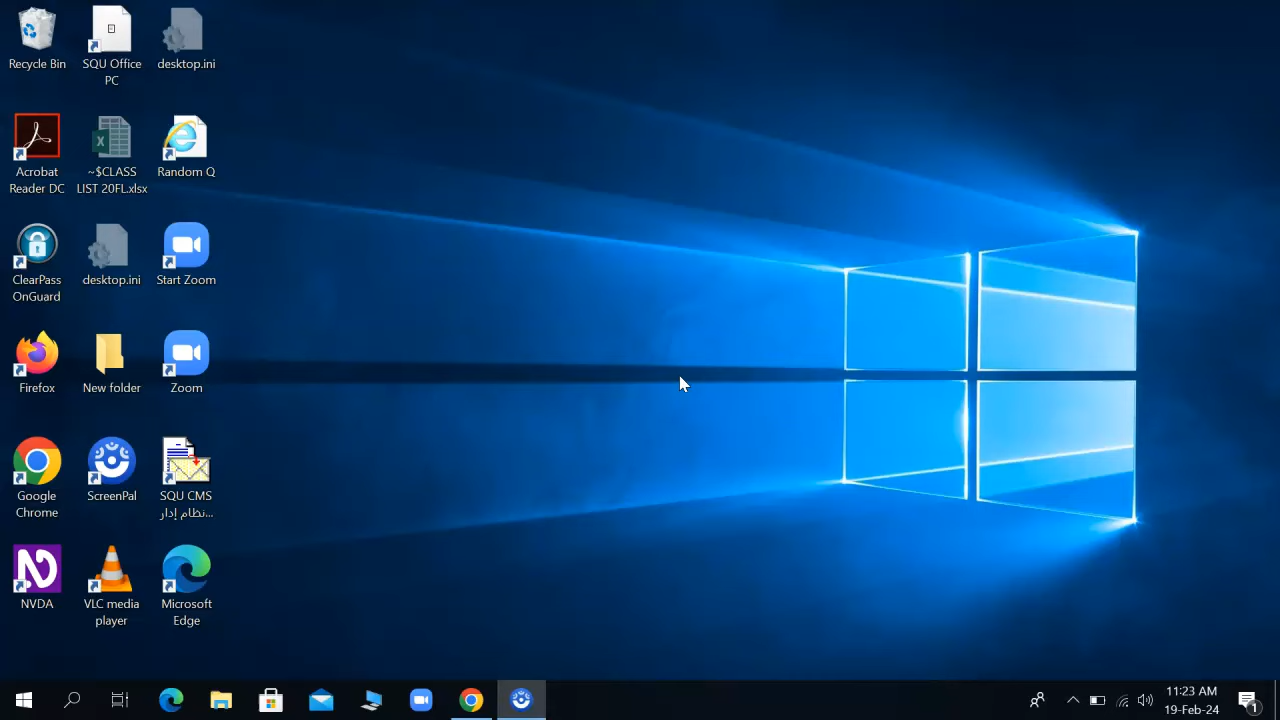 Recycle Bin
SQU Office
PC
desktop.ini
Acrobat
Reader DC
~$CLASS
LIST 20FL.xlsx
Random Q
ClearPass
OnGuard
desktop.ini
Start Zoom
Firefox
New folder
Zoom
Google
Chrome
ScreenPal
SQU CMS
نظام إدار...
NVDA
VLC media
player
Microsoft
Edge
11:23 AM
19-Feb-24
1